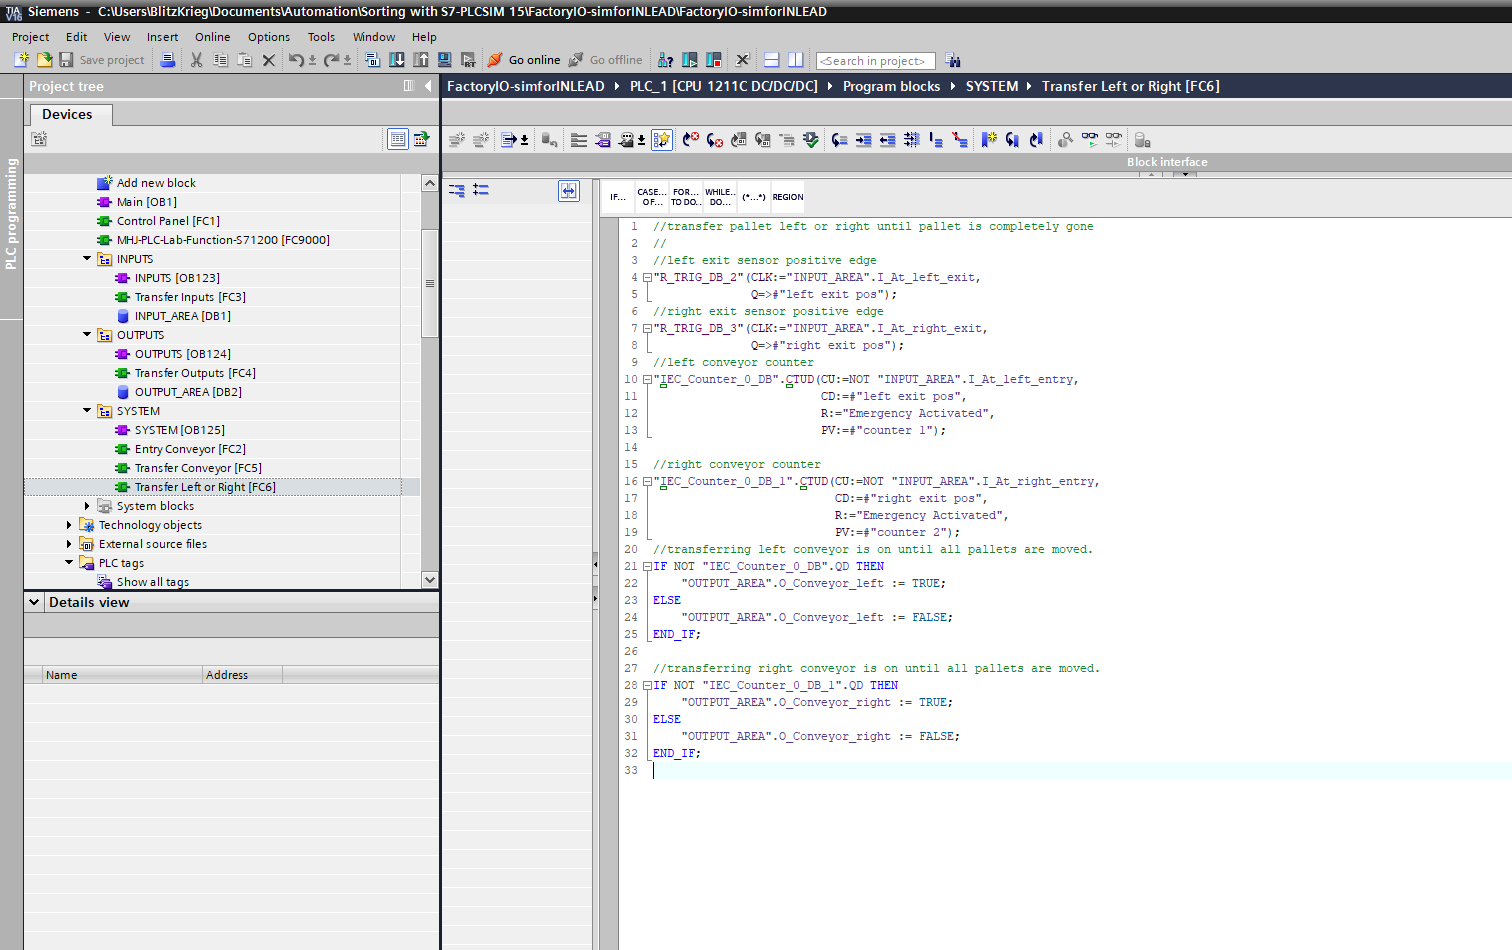 TIA V16 Siemens - C:\Users\BlitzKrieg\Documents\Automation\Sorting with S7-PLCSIM 15\FactoryIO-simforINLEAD\FactoryIO-simforINLEAD
Project Edit View Insert Online Options Tools Window Help
Save project Go online Go offline <Search in project>
Project tree
FactoryIO-simforINLEAD PLC_1 [CPU 1211C DC/DC/DC] Program blocks SYSTEM Transfer Left or Right [FC6]
Devices
Block interface
PLC programming
Add new block
Main [OB1]
Control Panel [FC1]
MHJ-PLC-Lab-Function-S71200 [FC9000]
INPUTS
INPUTS [OB123]
Transfer Inputs [FC3]
INPUT_AREA [DB1]
OUTPUTS
OUTPUTS [OB124]
Transfer Outputs [FC4]
OUTPUT_AREA [DB2]
SYSTEM
SYSTEM [OB125]
Entry Conveyor [FC2]
Transfer Conveyor [FC5]
Transfer Left or Right [FC6]
System blocks
Technology objects
External source files
PLC tags
Show all tags
Details view
Name Address
IF... CASE... OF... FOR... TO DO.. WHILE.. DO... (*...*) REGION
1 //transfer pallet left or right until pallet is completely gone
2 //
3 //left exit sensor positive edge
4 "R_TRIG_DB_2"(CLK:="INPUT_AREA".I_At_left_exit,
5 Q=>#"left exit pos");
6 //right exit sensor positive edge
7 "R_TRIG_DB_3"(CLK:="INPUT_AREA".I_At_right_exit,
8 Q=>#"right exit pos");
9 //left conveyor counter
10 "IEC_Counter_0_DB".CTUD(CU:=NOT "INPUT_AREA".I_At_left_entry,
11 CD:=#"left exit pos",
12 R:="Emergency Activated",
13 PV:=#"counter 1");
14
15 //right conveyor counter
16 "IEC_Counter_0_DB_1".CTUD(CU:=NOT "INPUT_AREA".I_At_right_entry,
17 CD:=#"right exit pos",
18 R:="Emergency Activated",
19 PV:=#"counter 2");
20 //transferring left conveyor is on until all pallets are moved.
21 IF NOT "IEC_Counter_0_DB".QD THEN
22 "OUTPUT_AREA".O_Conveyor_left := TRUE;
23 ELSE
24 "OUTPUT_AREA".O_Conveyor_left := FALSE;
25 END_IF;
26
27 //transferring right conveyor is on until all pallets are moved.
28 IF NOT "IEC_Counter_0_DB_1".QD THEN
29 "OUTPUT_AREA".O_Conveyor_right := TRUE;
30 ELSE
31 "OUTPUT_AREA".O_Conveyor_right := FALSE;
32 END_IF;
33